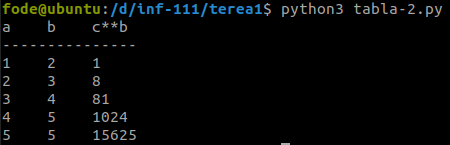 fode@ubuntu:/d/inf-111/terea1$ python3 tabla-2.py
a b c**b
----------------
1 2 1
2 3 8
3 4 81
4 5 1024
5 5 15625